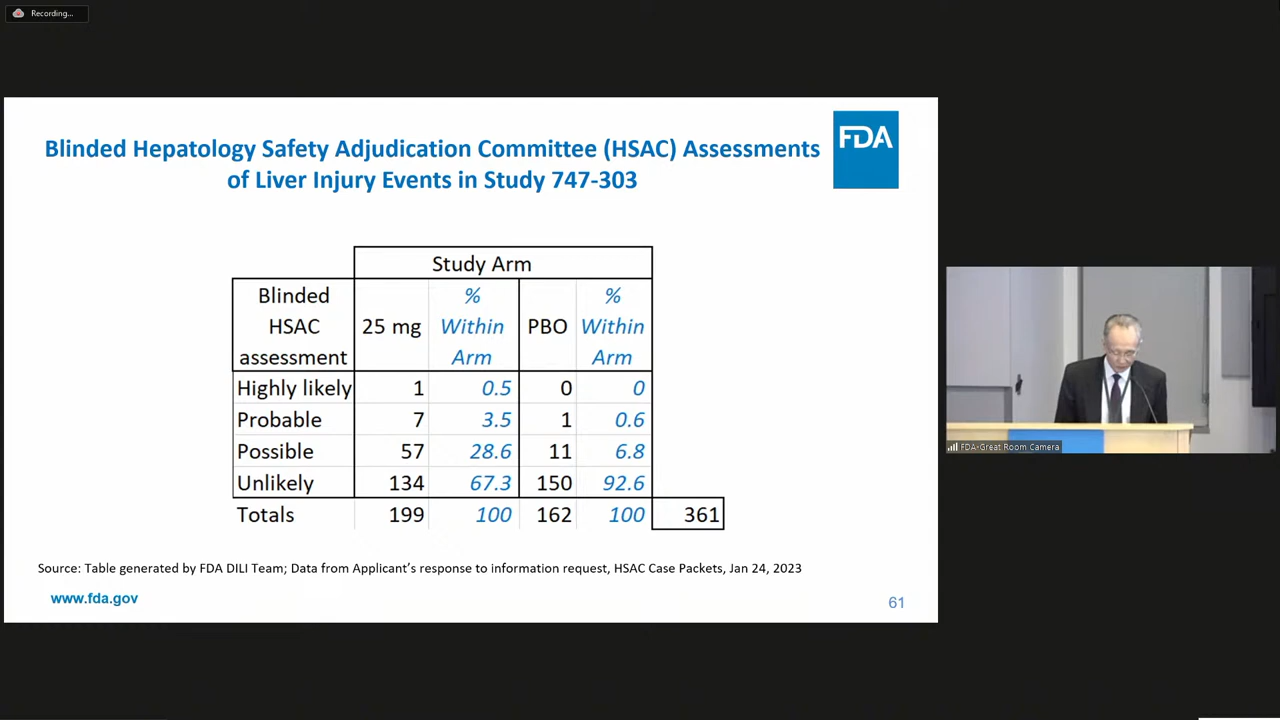 Recording...
Blinded Hepatology Safety Adjudication Committee (HSAC) Assessments
of Liver Injury Events in Study 747-303
FDA
Study Arm
Blinded HSAC assessment 25 mg % Within Arm PBO % Within Arm
Highly likely 1 0.5 0 0
Probable 7 3.5 1 0.6
Possible 57 28.6 11 6.8
Unlikely 134 67.3 150 92.6
Totals 199 100 162 100 361
Source: Table generated by FDA DILI Team; Data from Applicant's response to information request, HSAC Case Packets, Jan 24, 2023
www.fda.gov
61
FDA-Great Room Camera